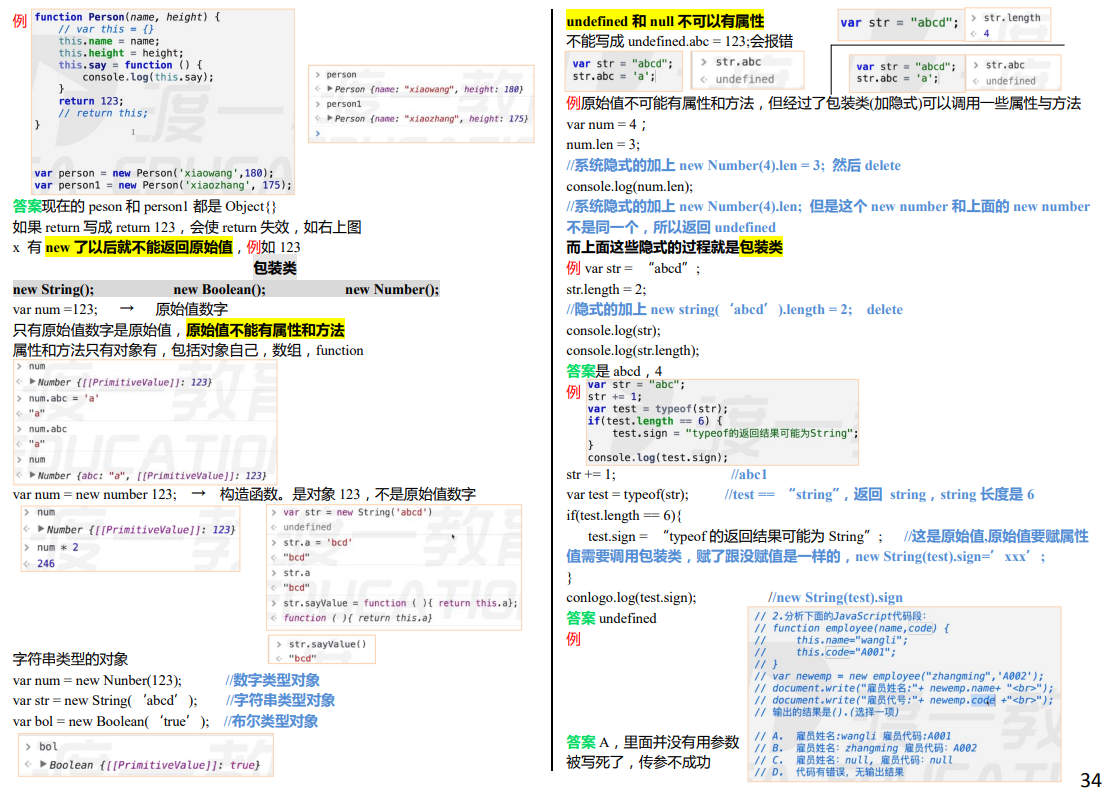 例
function Person(name, height) {
// var this = {}
this.name = name;
this.height = height;
this.say = function () {
console.log(this.say);
}
return 123;
// return this;
}
var person = new Person('xiaowang',180);
var person1 = new Person('xiaozhang', 175);
> person
< ▶ Person {name: "xiaowang", height: 180}
> person1
< ▶ Person {name: "xiaozhang", height: 175}
>
答案现在的 peson 和 person1 都是 Object{}
如果 return 写成 return 123，会使 return 失效，如右上图
x 有 new 了以后就不能返回原始值，例如 123
包装类
new String(); new Boolean(); new Number();
var num =123; → 原始值数字
只有原始值数字是原始值，原始值不能有属性和方法
属性和方法只有对象有，包括对象自己，数组，function
> num
< ▶ Number {[[PrimitiveValue]]: 123}
> num.abc = 'a'
< "a"
> num.abc
< "a"
> num
< ▶ Number {abc: "a", [[PrimitiveValue]]: 123}
var num = new number 123; → 构造函数。是对象 123，不是原始值数字
> num
< ▶ Number {[[PrimitiveValue]]: 123}
> num * 2
< 246
> var str = new String('abcd')
< undefined
> str.a = 'bcd'
< "bcd"
> str.a
< "bcd"
> str.sayValue = function ( ){ return this.a};
< function ( ){ return this.a}
> str.sayValue()
< "bcd"
字符串类型的对象
var num = new Nunber(123); //数字类型对象
var str = new String(‘abcd’); //字符串类型对象
var bol = new Boolean(‘true’); //布尔类型对象
> bol
< ▶ Boolean {[[PrimitiveValue]]: true}
undefined 和 null 不可以有属性
不能写成 undefined.abc = 123;会报错
var str = "abcd";
str.abc = 'a';
> str.abc
< undefined
var str = "abcd";
> str.length
< 4
var str = "abcd";
str.abc = 'a';
> str.abc
< undefined
例原始值不可能有属性和方法，但经过了包装类(加隐式)可以调用一些属性与方法
var num = 4；
num.len = 3;
//系统隐式的加上 new Number(4).len = 3; 然后 delete
console.log(num.len);
//系统隐式的加上 new Number(4).len; 但是这个 new number 和上面的 new number
不是同一个，所以返回 undefined
而上面这些隐式的过程就是包装类
例 var str = “abcd”;
str.length = 2;
//隐式的加上 new string(‘abcd’).length = 2; delete
console.log(str);
console.log(str.length);
答案是 abcd，4
例
var str = "abc";
str += 1;
var test = typeof(str);
if(test.length == 6) {
test.sign = "typeof的返回结果可能为String";
}
console.log(test.sign);
str += 1; //abc1
var test = typeof(str); //test == “string”，返回 string，string 长度是 6
if(test.length == 6){
test.sign = “typeof 的返回结果可能为 String”; //这是原始值,原始值要赋属性
值需要调用包装类，赋了跟没赋值是一样的，new String(test).sign=’xxx’;
}
conlogo.log(test.sign); //new String(test).sign
答案 undefined
例
// 2.分析下面的JavaScript代码段:
// function employee(name,code) {
// this.name="wangli";
// this.code="A001";
// }
// var newemp = new employee("zhangming",'A002');
// document.write("雇员姓名:"+ newemp.name+ "<br>");
// document.write("雇员代号:"+ newemp.code +"<br>");
// 输出的结果是().(选择一项)
// A. 雇员姓名:wangli 雇员代码:A001
// B. 雇员姓名: zhangming 雇员代码: A002
// C. 雇员姓名: null, 雇员代码: null
// D. 代码有错误，无输出结果
答案 A，里面并没有用参数
被写死了，传参不成功
34